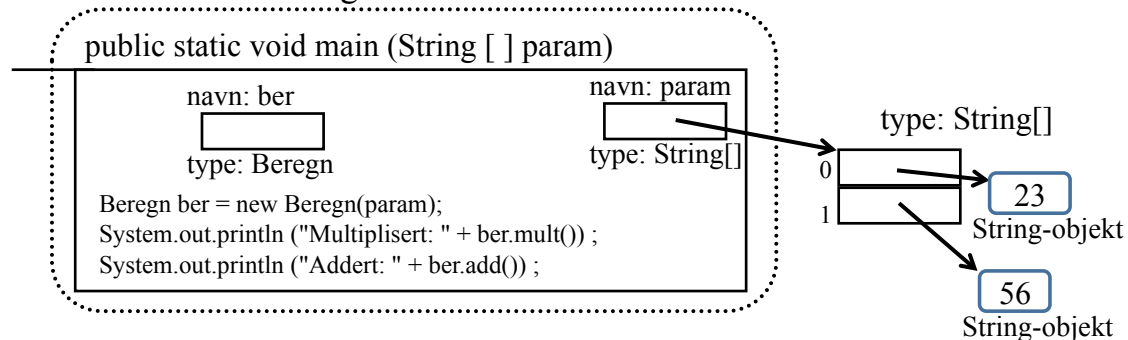 public static void main (String [ ] param)
navn: ber
type: Beregn
navn: param
type: String[]
type: String[]
0
1
23
String-objekt
56
String-objekt
Beregn ber = new Beregn(param);
System.out.println ("Multiplisert: " + ber.mult()) ;
System.out.println ("Addert: " + ber.add()) ;